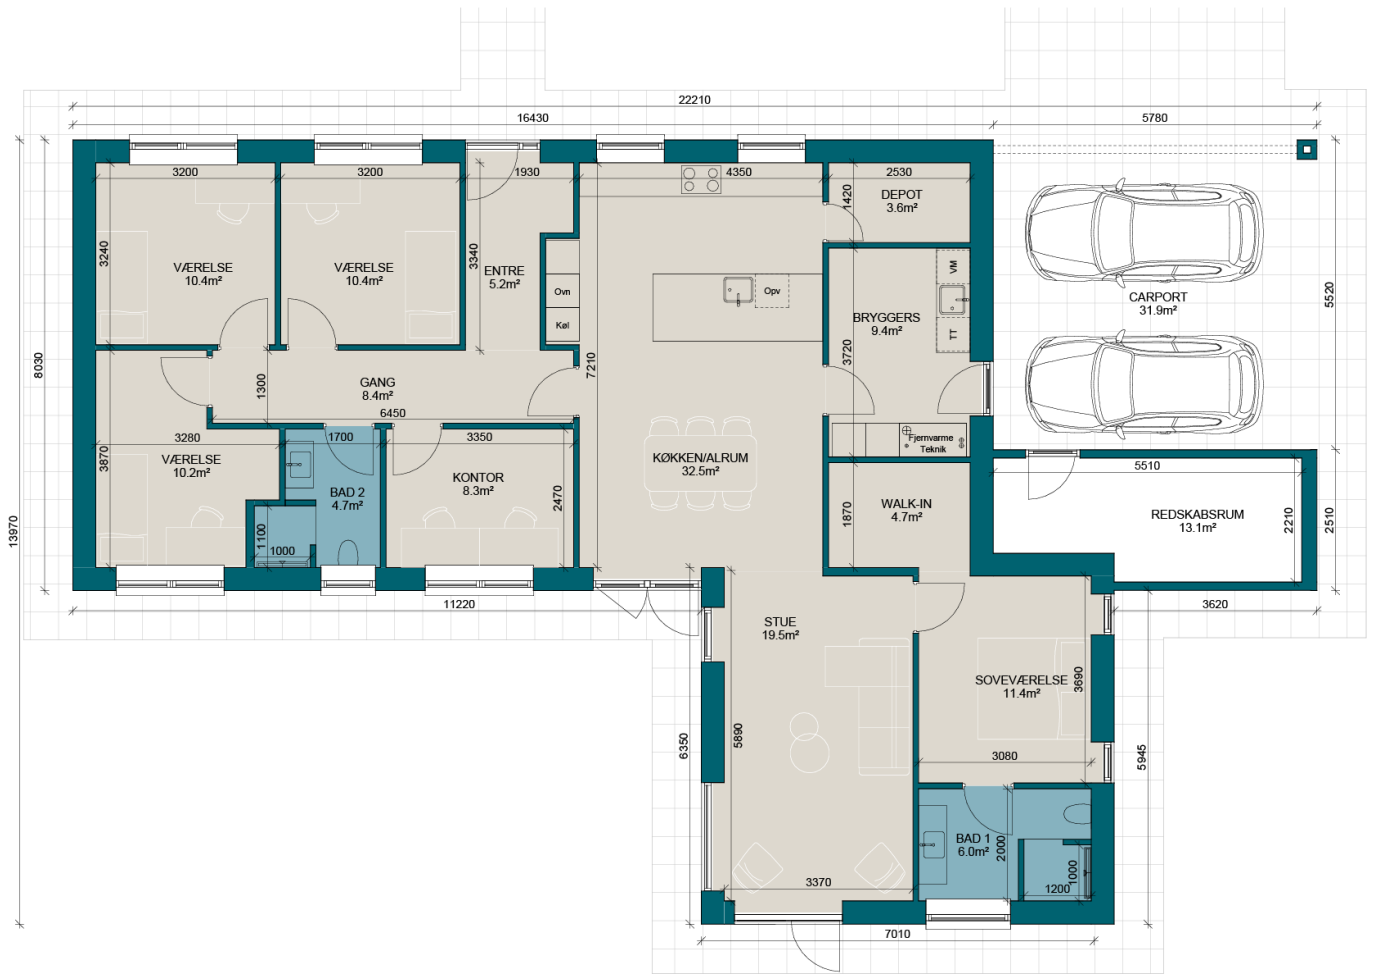 22210
16430
5780
3200
3200
1930
4350
2530
DEPOT
3.6m²
1420
3240
VÆRELSE
10.4m²
VÆRELSE
10.4m²
3340
ENTRE
5.2m²
Ovn
Køl
Opv
VM
BRYGGERS
9.4m²
TT
3720
CARPORT
31.9m²
5520
8030
7210
1300
GANG
8.4m²
6450
3280
VÆRELSE
10.2m²
3870
1700
3350
BAD 2
4.7m²
KONTOR
8.3m²
2470
1100
1000
KØKKEN/ALRUM
32.5m²
Fjernvarme
Teknik
WALK-IN
4.7m²
1870
5510
REDSKABSRUM
13.1m²
2210
2510
13970
11220
3620
STUE
19.5m²
SOVEVÆRELSE
11.4m²
3690
6350
5890
3080
5945
BAD 1
6.0m²
2000
1000
1200
3370
7010